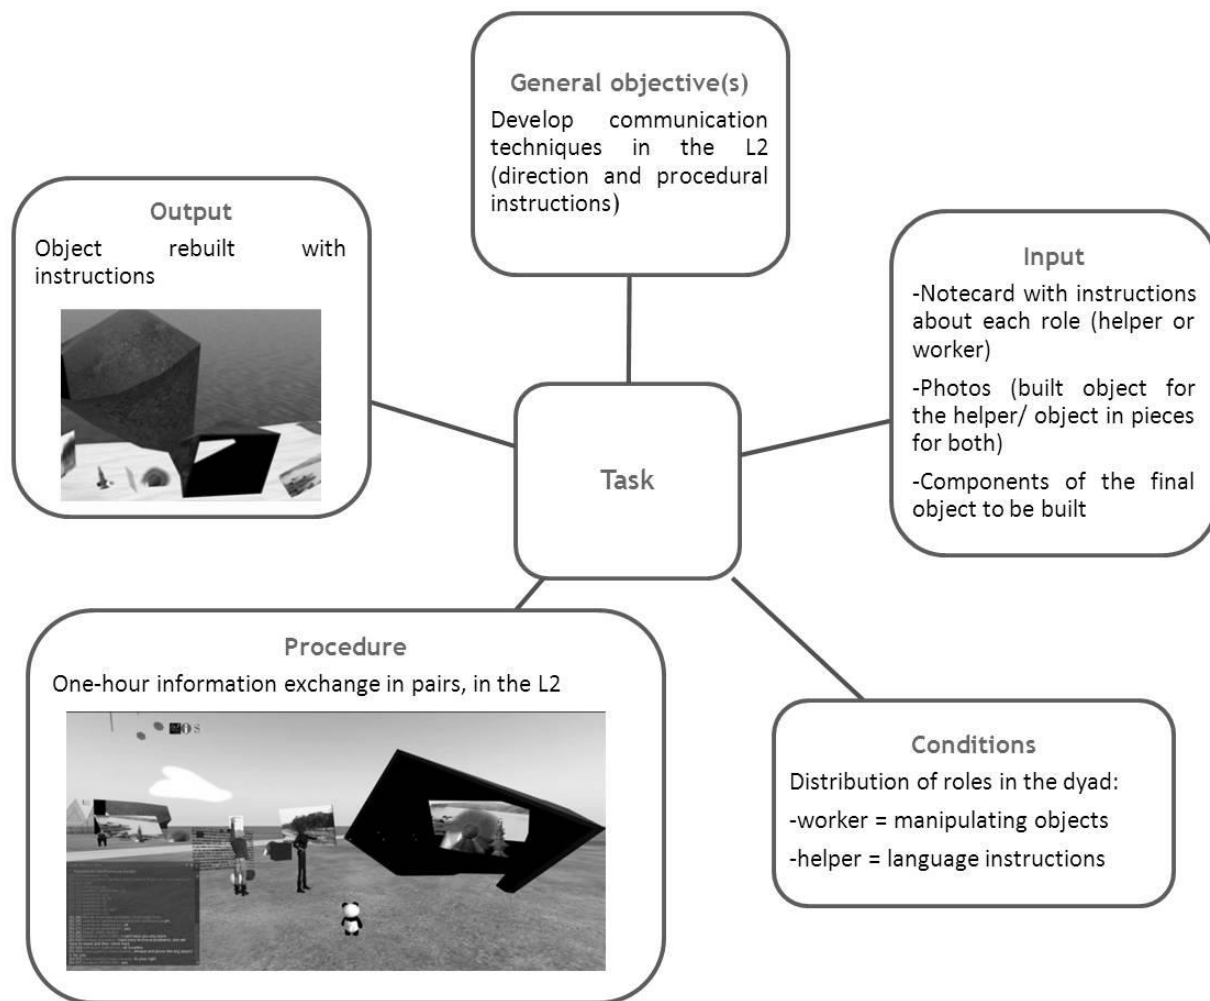 General objective(s)
Develop communication
techniques in the L2
(direction and procedural
instructions)
Output
Object rebuilt with
instructions
Input
-Notecard with instructions
about each role (helper or
worker)
-Photos (built object for
the helper/ object in pieces
for both)
-Components of the final
object to be built
Task
Procedure
One-hour information exchange in pairs, in the L2
Conditions
Distribution of roles in the dyad:
-worker = manipulating objects
-helper = language instructions